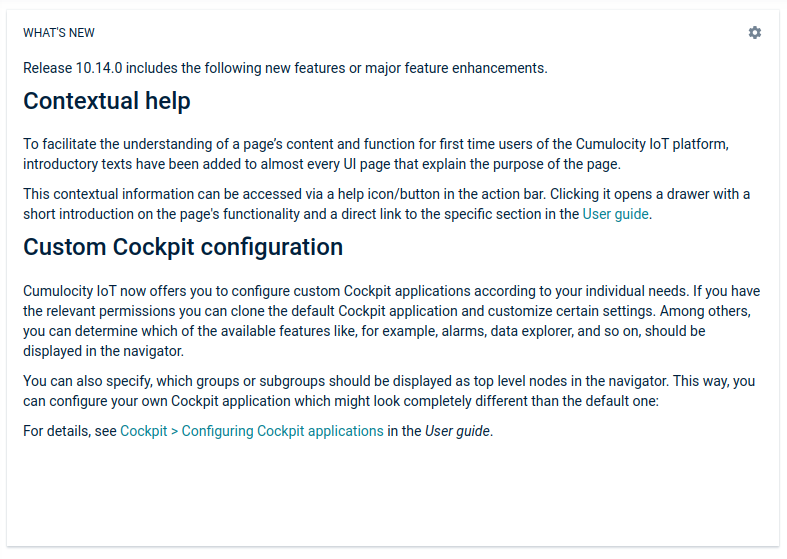 WHAT'S NEW
Release 10.14.0 includes the following new features or major feature enhancements.
Contextual help
To facilitate the understanding of a page’s content and function for first time users of the Cumulocity IoT platform,
introductory texts have been added to almost every UI page that explain the purpose of the page.
This contextual information can be accessed via a help icon/button in the action bar. Clicking it opens a drawer with a
short introduction on the page's functionality and a direct link to the specific section in the User guide.
Custom Cockpit configuration
Cumulocity IoT now offers you to configure custom Cockpit applications according to your individual needs. If you have
the relevant permissions you can clone the default Cockpit application and customize certain settings. Among others,
you can determine which of the available features like, for example, alarms, data explorer, and so on, should be
displayed in the navigator.
You can also specify, which groups or subgroups should be displayed as top level nodes in the navigator. This way, you
can configure your own Cockpit application which might look completely different than the default one:
For details, see Cockpit > Configuring Cockpit applications in the User guide.